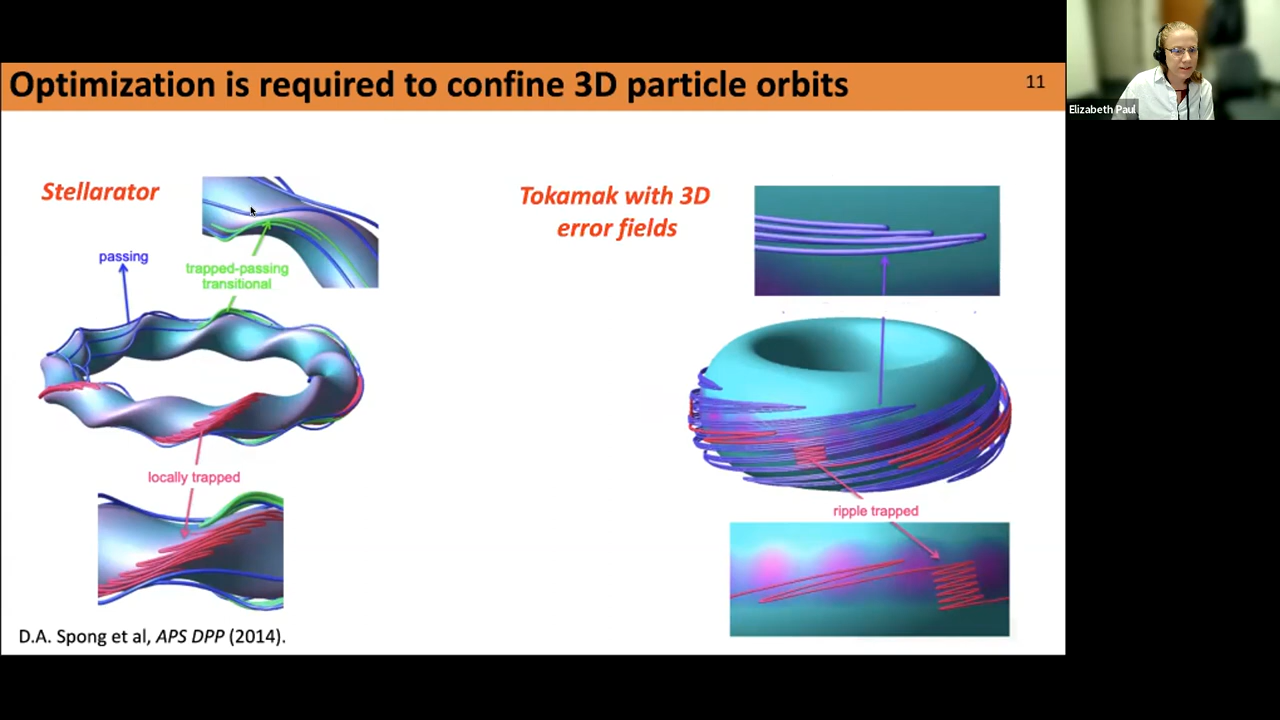 Optimization is required to confine 3D particle orbits
11
Elizabeth Paul
Stellarator
passing
trapped-passing
transitional
locally trapped
Tokamak with 3D
error fields
ripple trapped
D.A. Spong et al, APS DPP (2014).